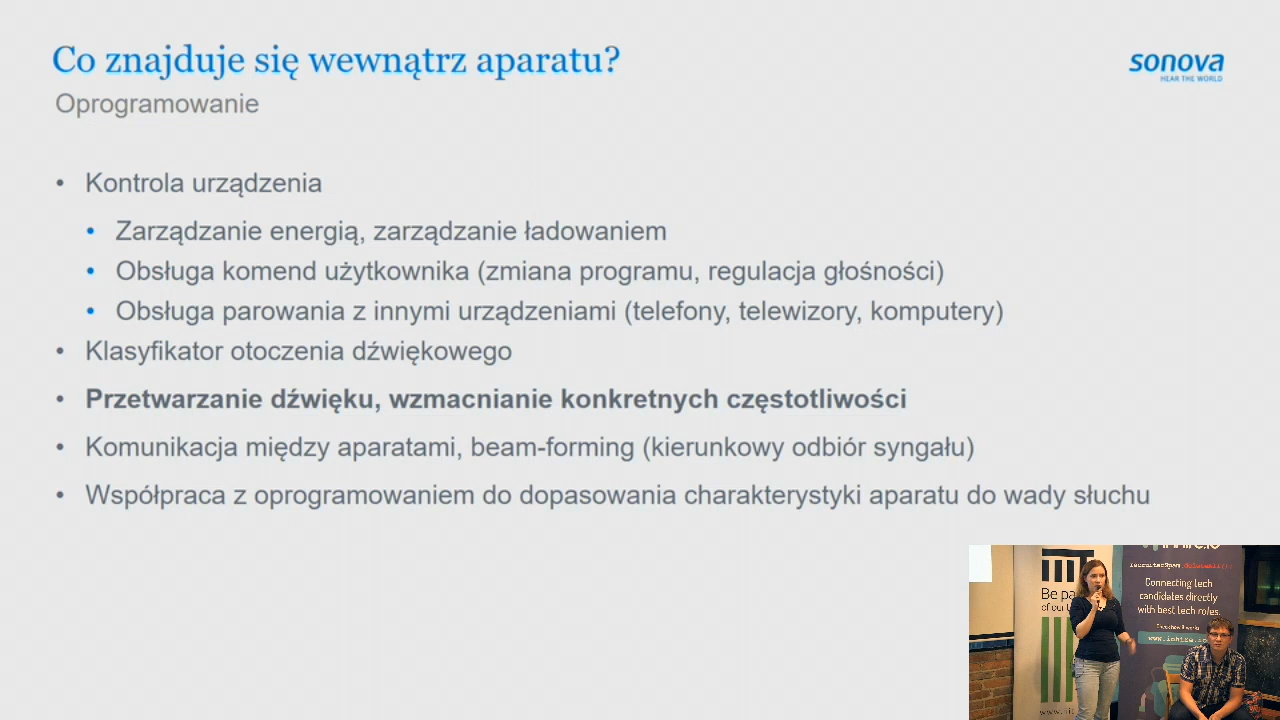 Co znajduje się wewnątrz aparatu?
sonova
HEAR THE WORLD
Oprogramowanie
• Kontrola urządzenia
• Zarządzanie energią, zarządzanie ładowaniem
• Obsługa komend użytkownika (zmiana programu, regulacja głośności)
• Obsługa parowania z innymi urządzeniami (telefony, telewizory, komputery)
• Klasyfikator otoczenia dźwiękowego
• Przetwarzanie dźwięku, wzmacnianie konkretnych częstotliwości
• Komunikacja między aparatami, beam-forming (kierunkowy odbiór syngału)
• Współpraca z oprogramowaniem do dopasowania charakterystyki aparatu do wady słuchu
Be pa
of our
Connecting tech
candidates directly
with best tech roles.